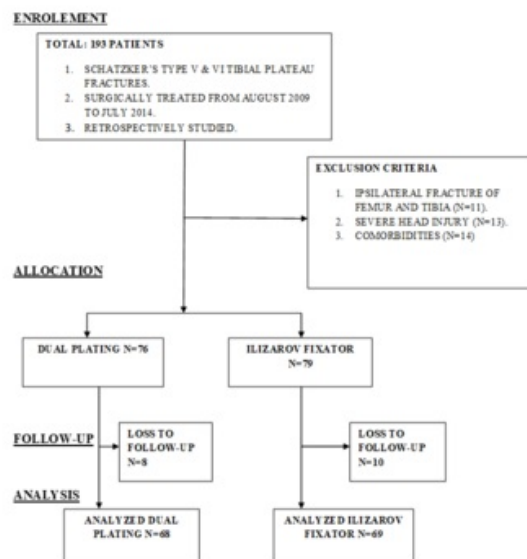 ENROLEMENT
TOTAL: 193 PATIENTS
1. SCHATZKER'S TYPE V & VI TIBIAL PLATEAU
FRACTURES.
2. SURGICALLY TREATED FROM AUGUST 2009
TO JULY 2014.
3. RETROSPECTIVELY STUDIED.
EXCLUSION CRITERIA
1. IPSILATERAL FRACTURE OF
FEMUR AND TIBIA (N=11).
2. SEVERE HEAD INJURY (N=13).
3. COMORBIDITIES (N=14)
ALLOCATION
DUAL PLATING N=76
ILIZAROV FIXATOR
N=79
FOLLOW-UP
LOSS TO
FOLLOW-UP
N=8
LOSS TO
FOLLOW-UP
N=10
ANALYSIS
ANALYZED DUAL
PLATING N=68
ANALYZED ILIZAROV
FIXATOR N=69